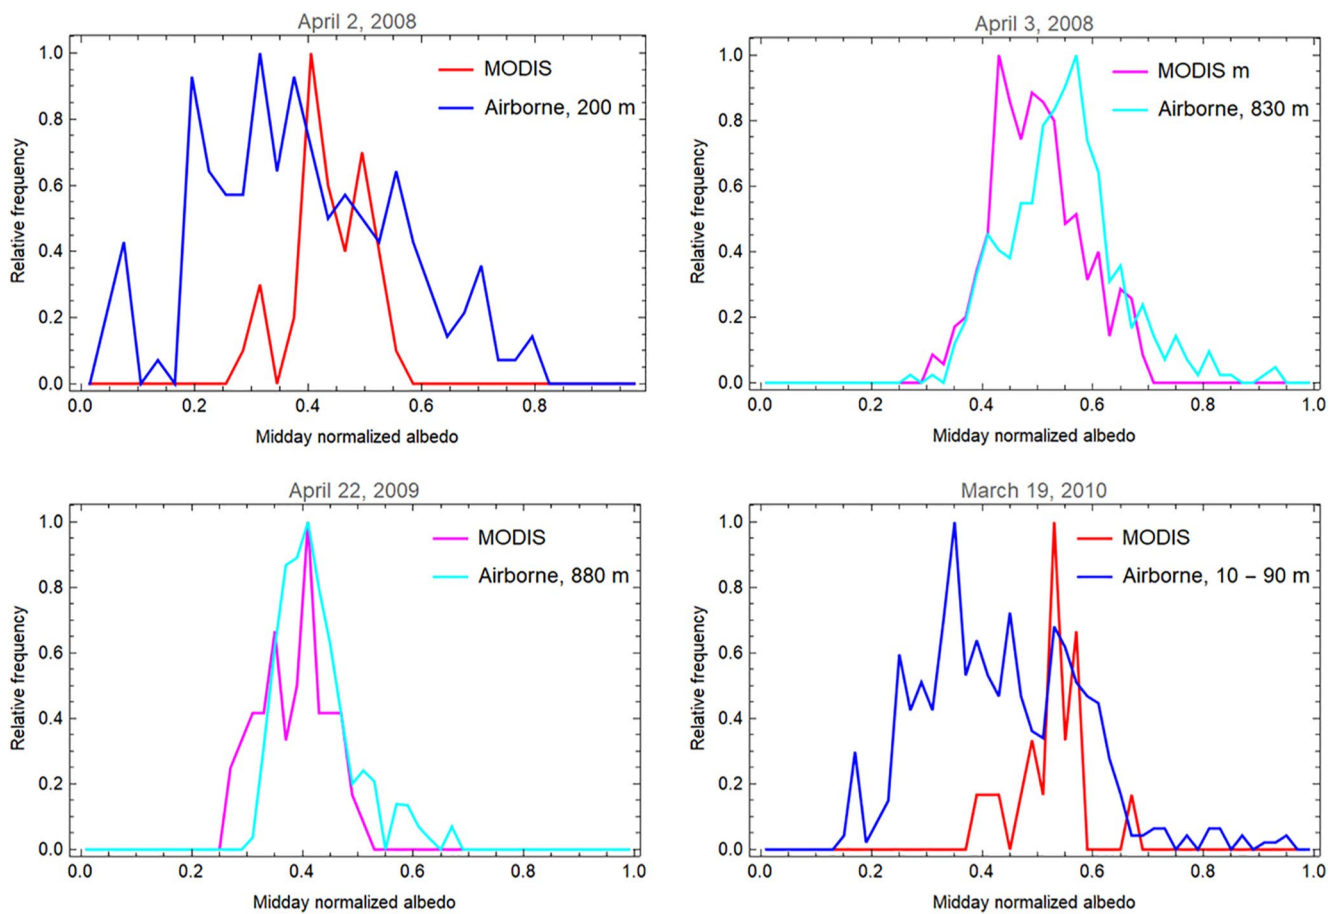 April 2, 2008
1.0
0.8
0.6
0.4
0.2
0.0
Relative frequency
MODIS
Airborne, 200 m
0.0 0.2 0.4 0.6 0.8
Midday normalized albedo
April 3, 2008
1.0
0.8
0.6
0.4
0.2
0.0
Relative frequency
MODIS m
Airborne, 830 m
0.0 0.2 0.4 0.6 0.8 1.0
Midday normalized albedo
April 22, 2009
1.0
0.8
0.6
0.4
0.2
0.0
Relative frequency
MODIS
Airborne, 880 m
0.0 0.2 0.4 0.6 0.8 1.0
Midday normalized albedo
March 19, 2010
1.0
0.8
0.6
0.4
0.2
0.0
Relative frequency
MODIS
Airborne, 10 – 90 m
0.0 0.2 0.4 0.6 0.8 1.0
Midday normalized albedo